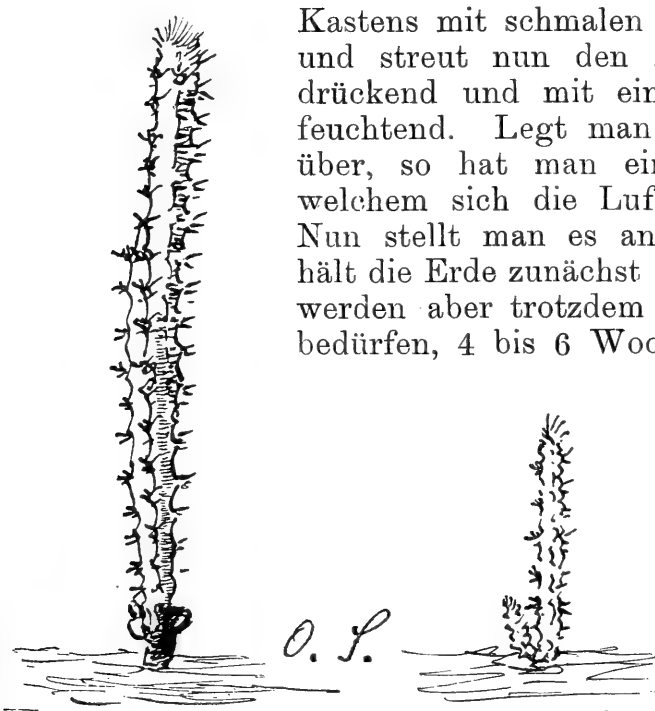 Kastens mit schmalen
und streut nun den
drückend und mit ein
feuchtend. Legt man
über, so hat man ein
welchem sich die Luf
Nun stellt man es an
hält die Erde zunächst
werden aber trotzdem
bedürfen, 4 bis 6 Woc
O. S.